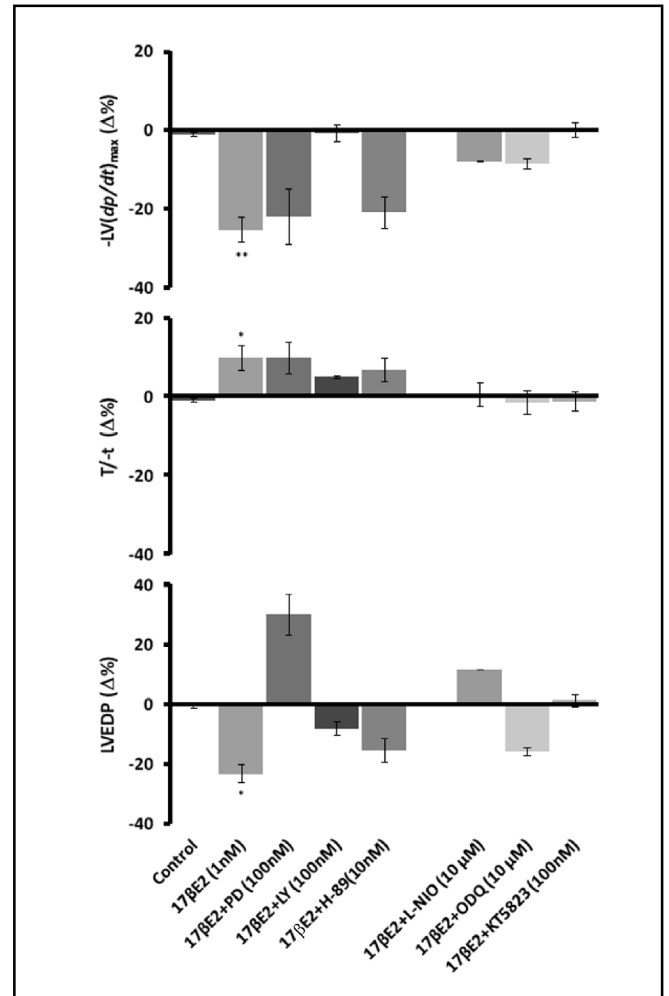 20
0
-20
-40
-LV(dp/dt)max (Δ%)
**
20
0
-20
-40
T/-t (Δ%)
*
40
20
0
-20
-40
LVEDP (Δ%)
*
Control
17βE2 (1nM)
17βE2+PD (100nM)
17βE2+LY (100nM)
17βE2+H-89(10nM)
17βE2+L-NIO (10 µM)
17βE2+ODQ (10 µM)
17βE2+KT5823 (100nM)